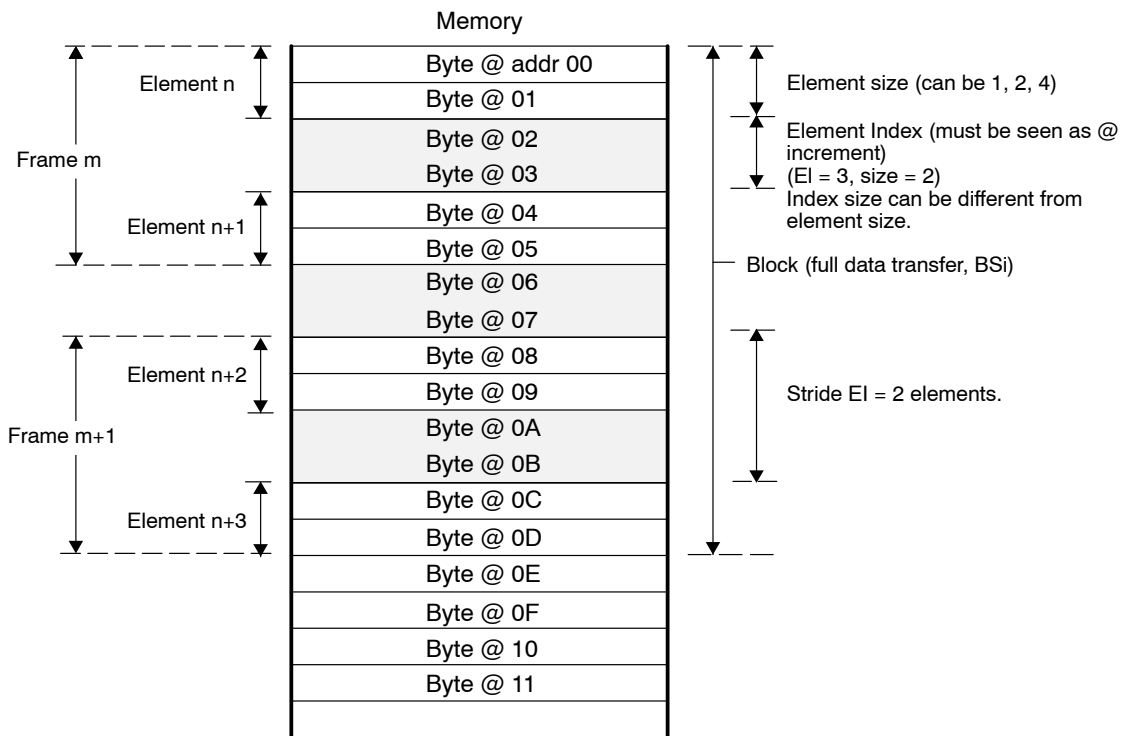 Memory
Element n
Frame m
Element n+1
Element n+2
Frame m+1
Element n+3
Byte @ addr 00
Byte @ 01
Byte @ 02
Byte @ 03
Byte @ 04
Byte @ 05
Byte @ 06
Byte @ 07
Byte @ 08
Byte @ 09
Byte @ 0A
Byte @ 0B
Byte @ 0C
Byte @ 0D
Byte @ 0E
Byte @ 0F
Byte @ 10
Byte @ 11
Element size (can be 1, 2, 4)
Element Index (must be seen as @
increment)
(EI = 3, size = 2)
Index size can be different from
element size.
Block (full data transfer, BSi)
Stride EI = 2 elements.